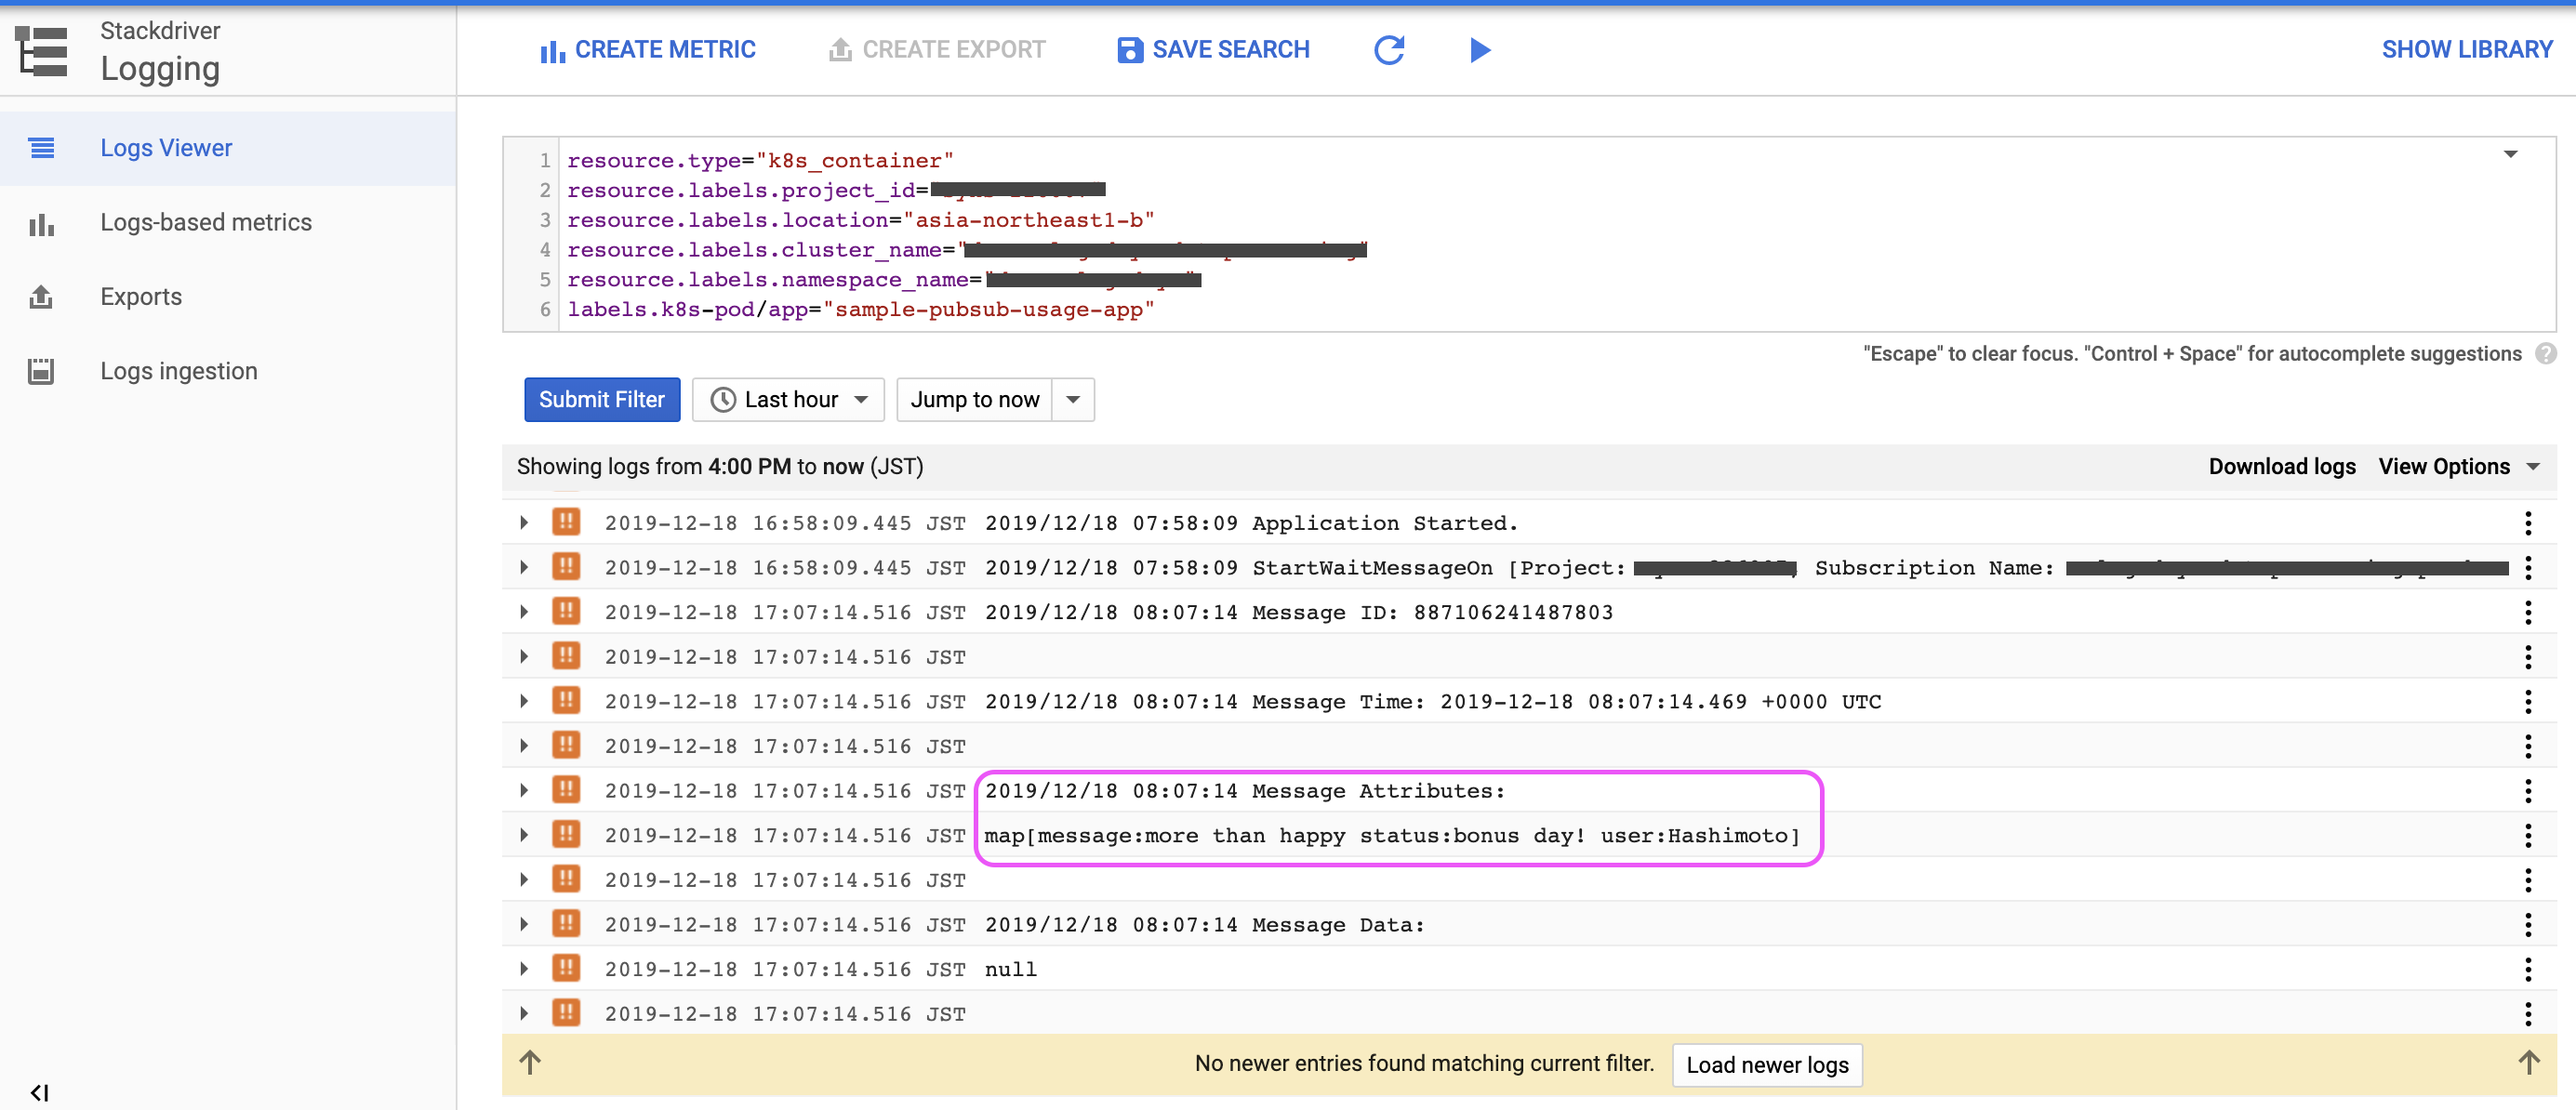 Stackdriver
Logging
CREATE METRIC
CREATE EXPORT
SAVE SEARCH
SHOW LIBRARY
Logs Viewer
Logs-based metrics
Exports
Logs ingestion
1 resource.type="k8s_container"
2 resource.labels.project_id=
3 resource.labels.location="asia-northeast1-b"
4 resource.labels.cluster_name="
5 resource.labels.namespace_name=
6 labels.k8s-pod/app="sample-pubsub-usage-app"
"Escape" to clear focus. "Control + Space" for autocomplete suggestions ?
Submit Filter
Last hour
Jump to now
Showing logs from 4:00 PM to now (JST)
Download logs
View Options
!! 2019-12-18 16:58:09.445 JST 2019/12/18 07:58:09 Application Started.
!! 2019-12-18 16:58:09.445 JST 2019/12/18 07:58:09 StartWaitMessageOn [Project: Subscription Name:
!! 2019-12-18 17:07:14.516 JST 2019/12/18 08:07:14 Message ID: 887106241487803
!! 2019-12-18 17:07:14.516 JST
!! 2019-12-18 17:07:14.516 JST 2019/12/18 08:07:14 Message Time: 2019-12-18 08:07:14.469 +0000 UTC
!! 2019-12-18 17:07:14.516 JST
!! 2019-12-18 17:07:14.516 JST 2019/12/18 08:07:14 Message Attributes:
!! 2019-12-18 17:07:14.516 JST map[message:more than happy status:bonus day! user:Hashimoto]
!! 2019-12-18 17:07:14.516 JST
!! 2019-12-18 17:07:14.516 JST 2019/12/18 08:07:14 Message Data:
!! 2019-12-18 17:07:14.516 JST null
!! 2019-12-18 17:07:14.516 JST
No newer entries found matching current filter.
Load newer logs